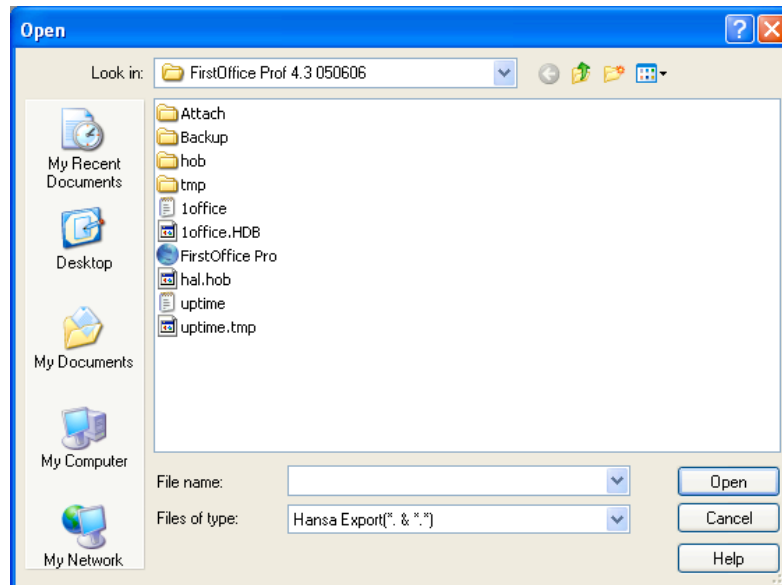 Open
Look in:
FirstOffice Prof 4.3 050606
My Recent
Documents
Desktop
My Documents
My Computer
My Network
Attach
Backup
hob
tmp
1office
1office.HDB
FirstOffice Pro
hal.hob
uptime
uptime.tmp
File name:
Open
Files of type:
Hansa Export(*. & *.*)
Cancel
Help